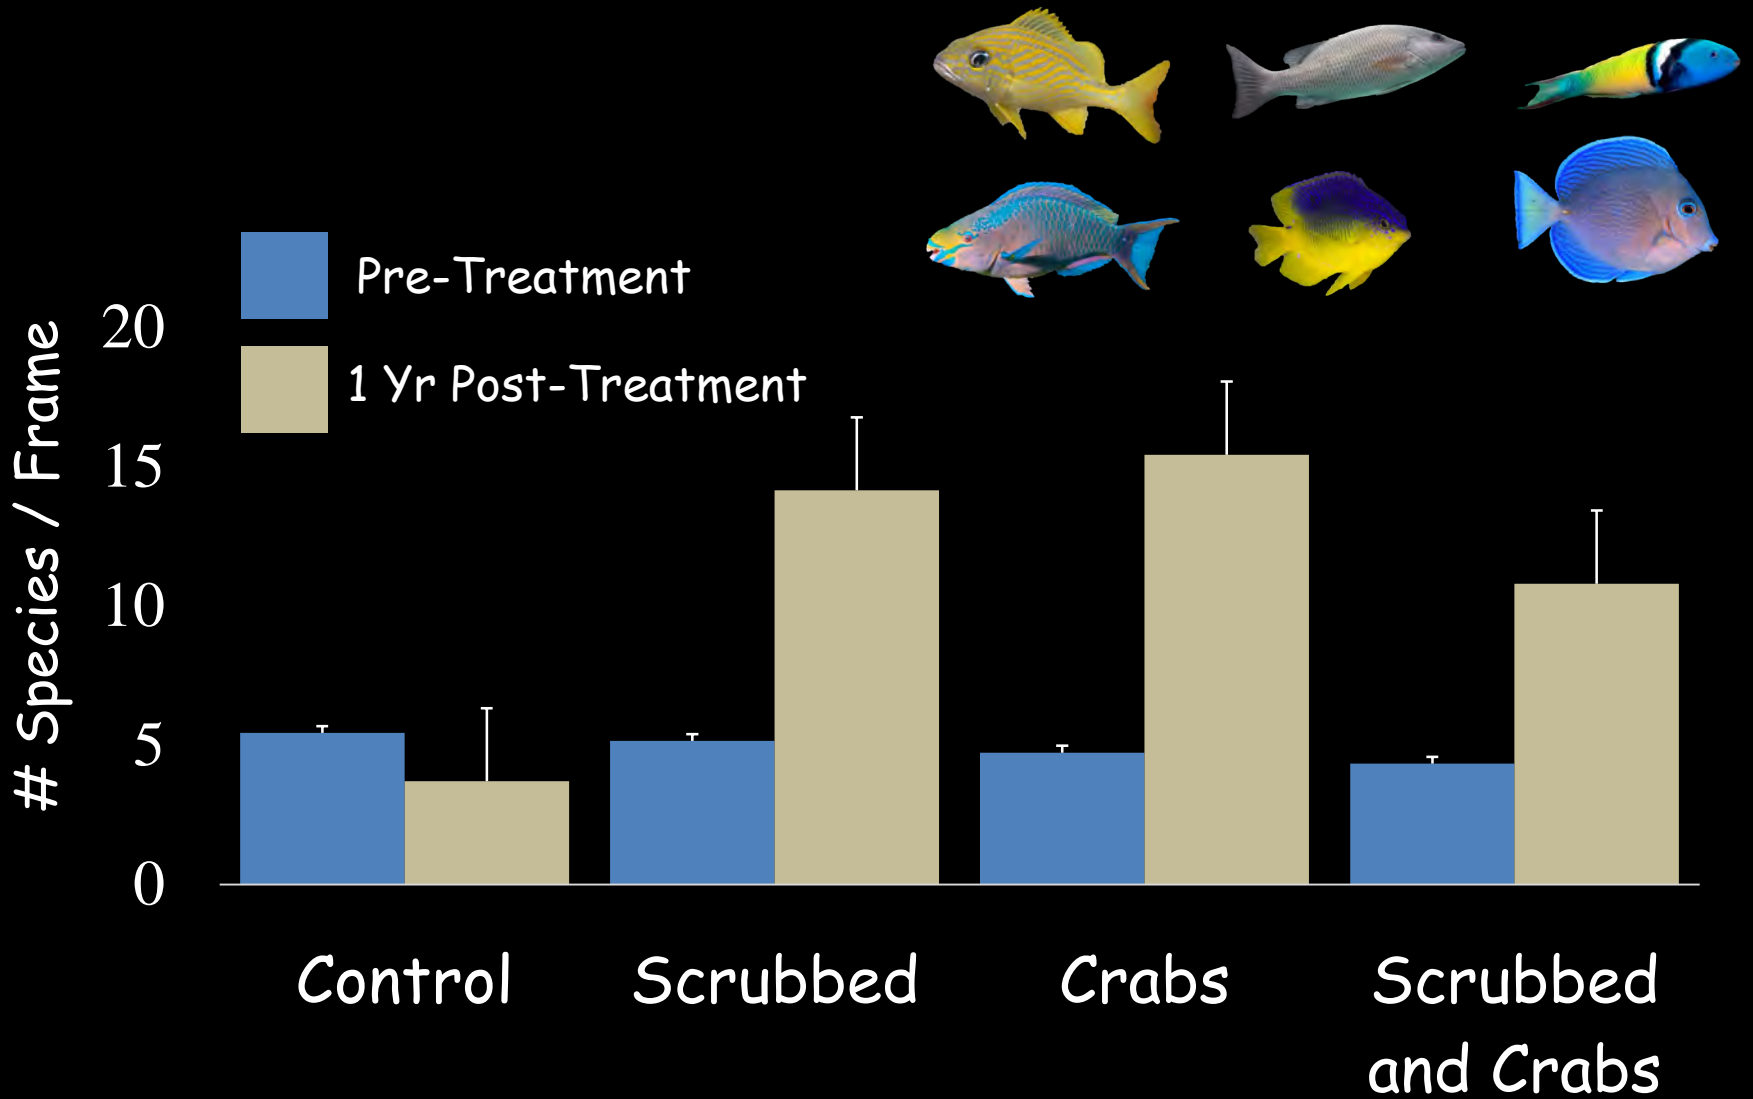 Pre-Treatment
1 Yr Post-Treatment
# Species / Frame
20
15
10
5
0
Control
Scrubbed
Crabs
Scrubbed
and Crabs